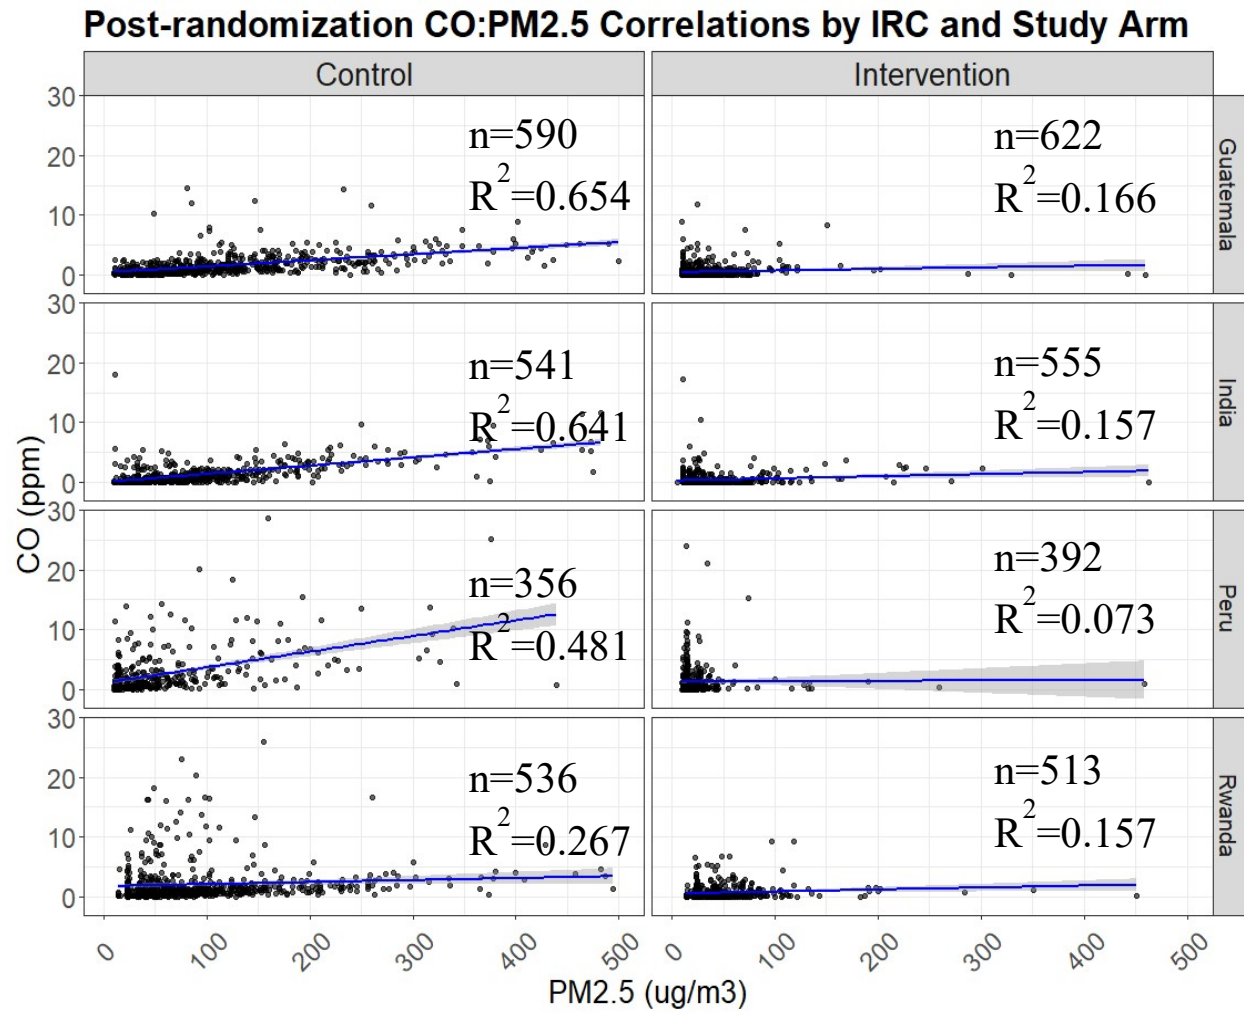 Post-randomization CO:PM2.5 Correlations by IRC and Study Arm
Control
Intervention
30
20
10
0
n=590
R²=0.654
n=622
R²=0.166
Guatemala
30
20
10
0
n=541
R²=0.641
n=555
R²=0.157
India
CO (ppm)
30
20
10
0
n=356
R²=0.481
n=392
R²=0.073
Peru
30
20
10
0
n=536
R²=0.267
n=513
R²=0.157
Rwanda
0 100 200 300 400 500
0 100 200 300 400 500
PM2.5 (ug/m3)